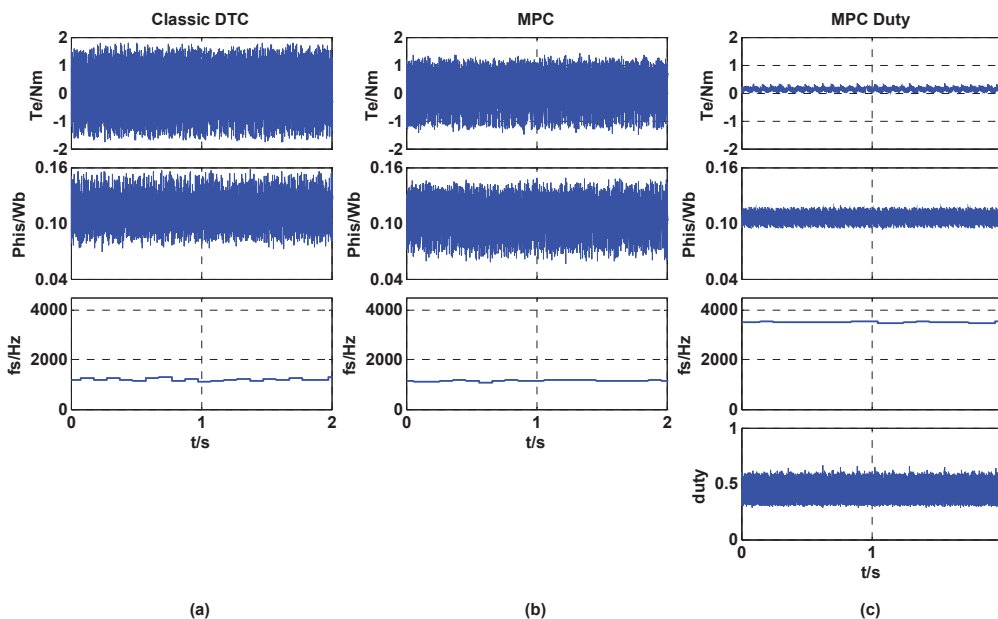 Classic DTC
2
1
0
-1
-2
Te/Nm
0.16
0.10
0.04
Phis/Wb
4000
2000
0
fs/Hz
0 1 2
t/s
(a)
MPC
2
1
0
-1
-2
Te/Nm
0.16
0.10
0.04
Phis/Wb
4000
2000
0
fs/Hz
0 1 2
t/s
(b)
MPC Duty
2
1
0
-1
-2
Te/Nm
0.16
0.10
0.04
Phis/Wb
4000
2000
0
fs/Hz
1
0.5
0
duty
0 1
t/s
(c)